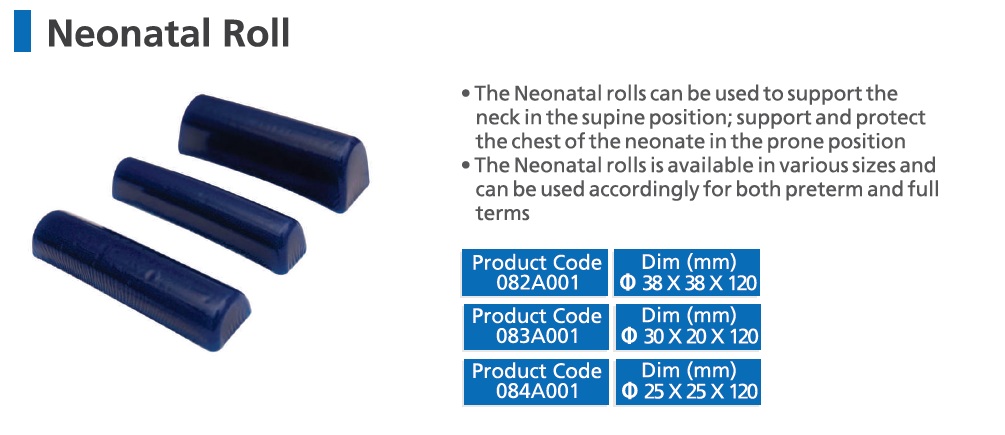 Neonatal Roll
• The Neonatal rolls can be used to support the
neck in the supine position; support and protect
the chest of the neonate in the prone position
• The Neonatal rolls is available in various sizes and
can be used accordingly for both preterm and full
terms
Product Code
082A001
Dim (mm)
Φ 38 X 38 X 120
Product Code
083A001
Dim (mm)
Φ 30 X 20 X 120
Product Code
084A001
Dim (mm)
Φ 25 X 25 X 120